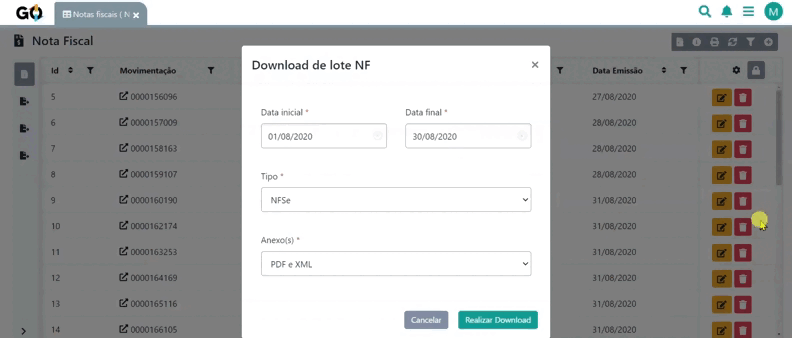 GO Notas fiscais ( N × M
Nota Fiscal
Download de lote NF ×
Id Movimentação Data Emissão
5 0000156096 27/08/2020
Data inicial * Data final *
6 0000157009 28/08/2020
01/08/2020 30/08/2020
7 0000158163 28/08/2020
8 0000159107 28/08/2020
Tipo *
9 0000160190 31/08/2020
NFSe
10 0000162174 31/08/2020
Anexo(s) *
11 0000163253 31/08/2020
PDF e XML
12 0000164169 31/08/2020
13 0000165116 31/08/2020
Cancelar Realizar Download
14 0000166105 31/08/2020